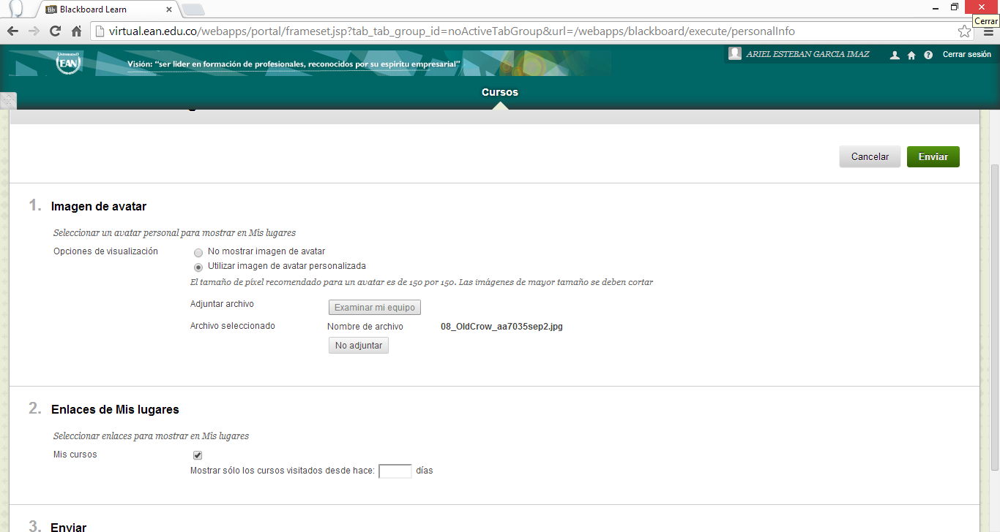 Blackboard Learn
Cerrar
virtual.ean.edu.co/webapps/portal/frameset.jsp?tab_tab_group_id=noActiveTabGroup&url=/webapps/blackboard/execute/personalInfo
UNIVERSIDAD
EAN
Visión: "ser lider en formación de profesionales, reconocidos por su espiritu empresarial"
ARIEL ESTEBAN GARCIA IMAZ
Cerrar sesión
Cursos
Cancelar
Enviar
1. Imagen de avatar
Seleccionar un avatar personal para mostrar en Mis lugares
Opciones de visualización
No mostrar imagen de avatar
Utilizar imagen de avatar personalizada
El tamaño de píxel recomendado para un avatar es de 150 por 150. Las imágenes de mayor tamaño se deben cortar
Adjuntar archivo
Examinar mi equipo
Archivo seleccionado
Nombre de archivo
08_OldCrow_aa7035sep2.jpg
No adjuntar
2. Enlaces de Mis lugares
Seleccionar enlaces para mostrar en Mis lugares
Mis cursos
Mostrar sólo los cursos visitados desde hace: días
3. Enviar